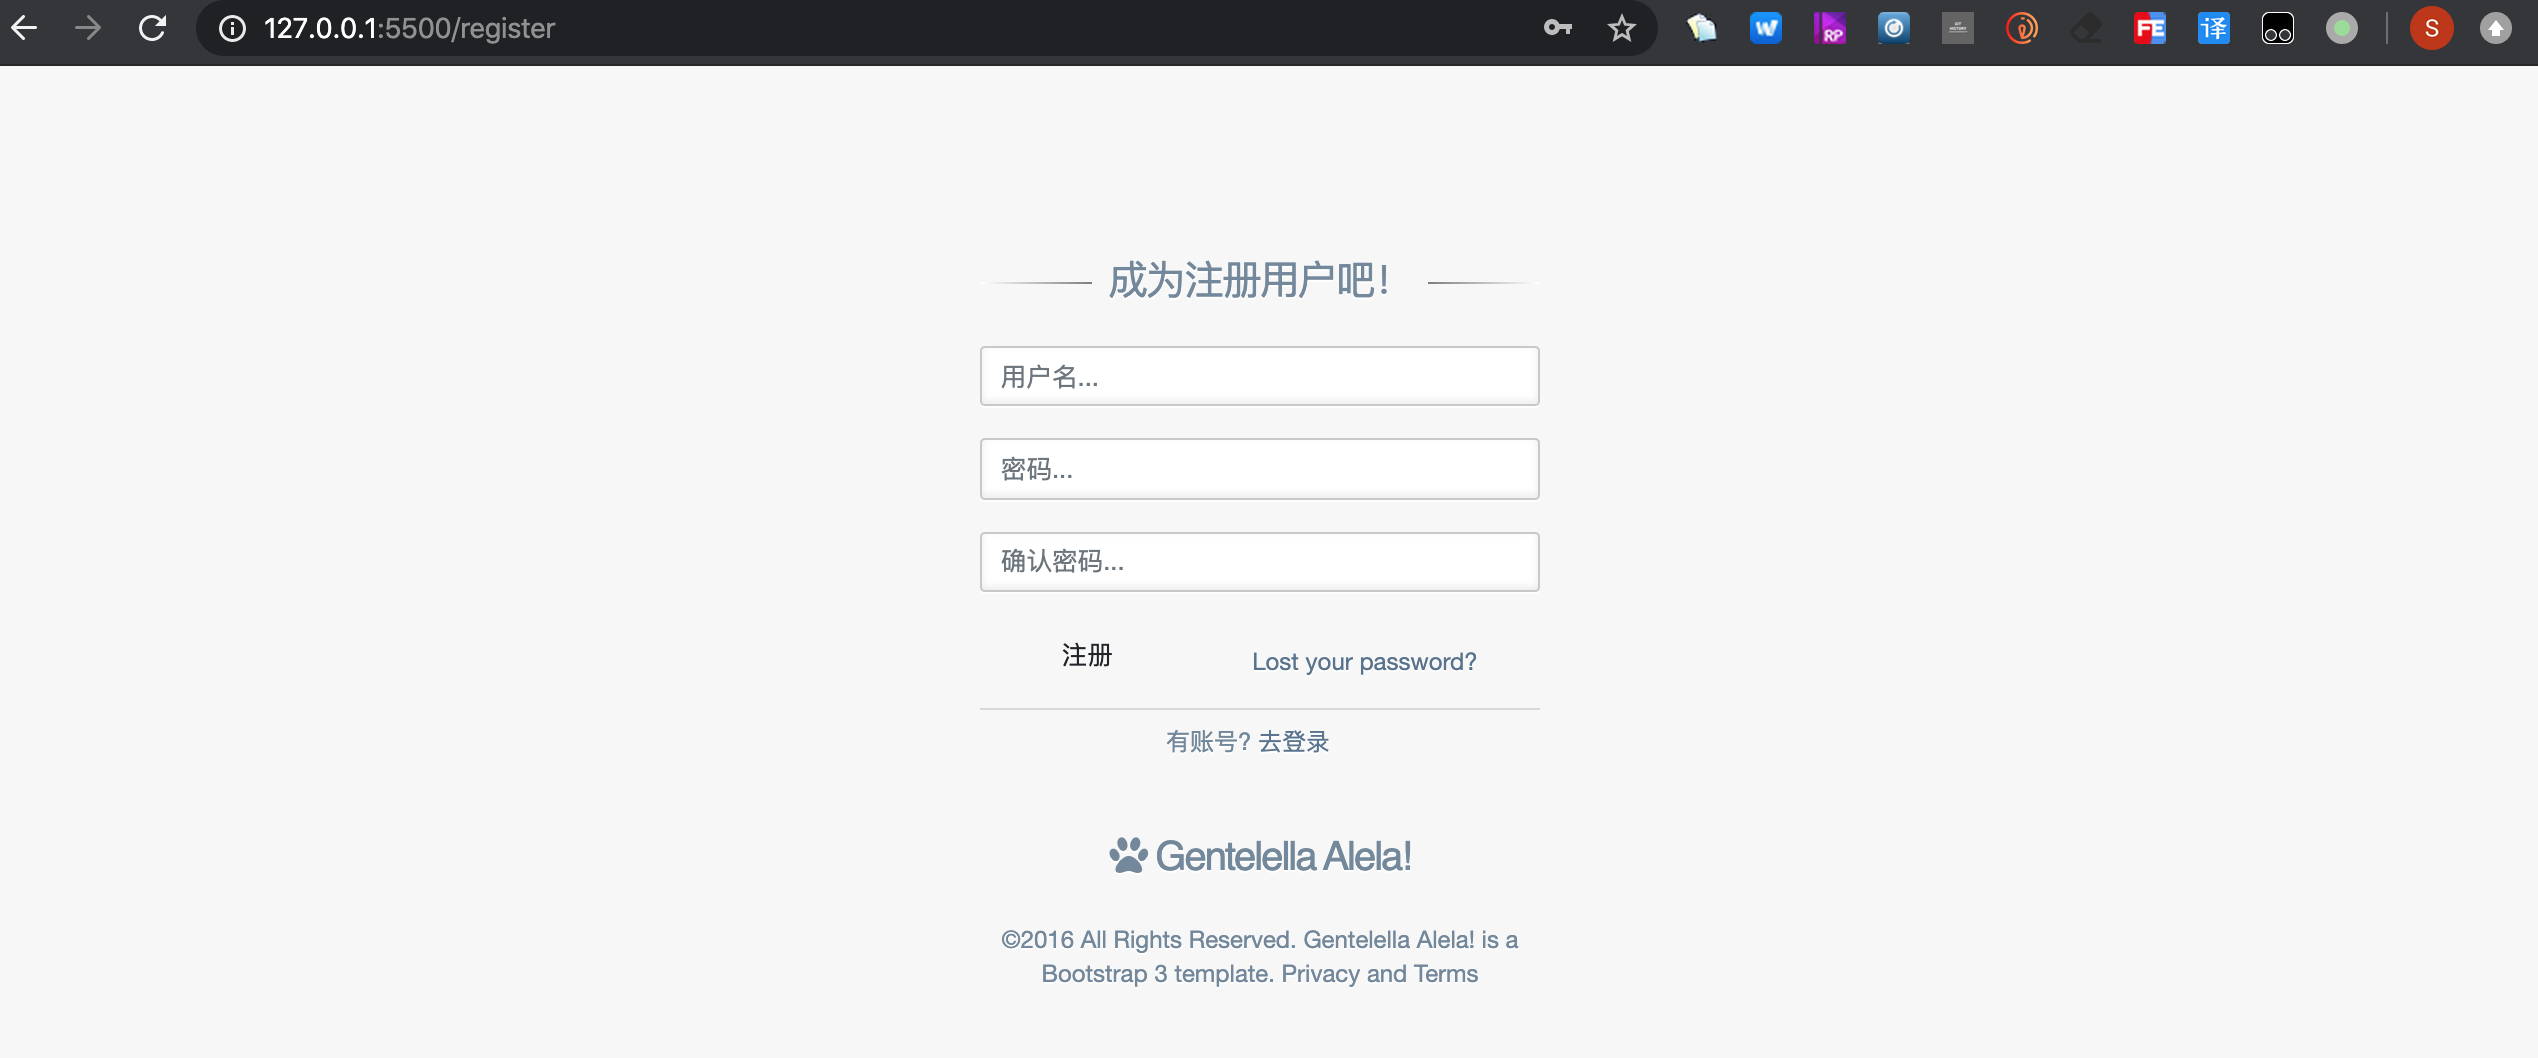 127.0.0.1:5500/register
W
RP
FE
译
S
成为注册用户吧！
用户名...
密码...
确认密码...
注册 Lost your password?
有账号? 去登录
Gentelella Alela!
©2016 All Rights Reserved. Gentelella Alela! is a
Bootstrap 3 template. Privacy and Terms